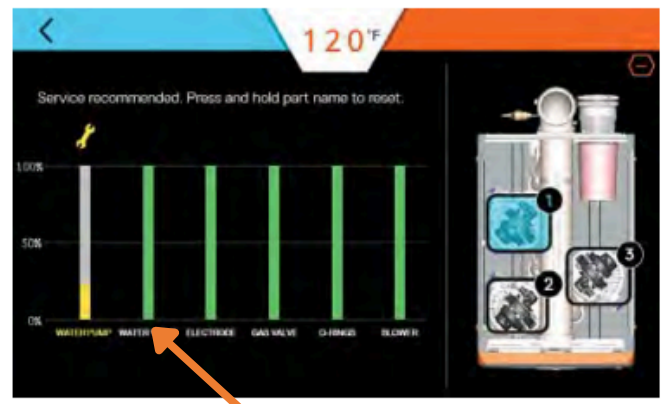 120°F
Service recommended. Press and hold part name to reset.
100%
50%
0%
WATER PUMP ELECTRODE GAS VALVE O-RINGS BLOWER
1
2
3